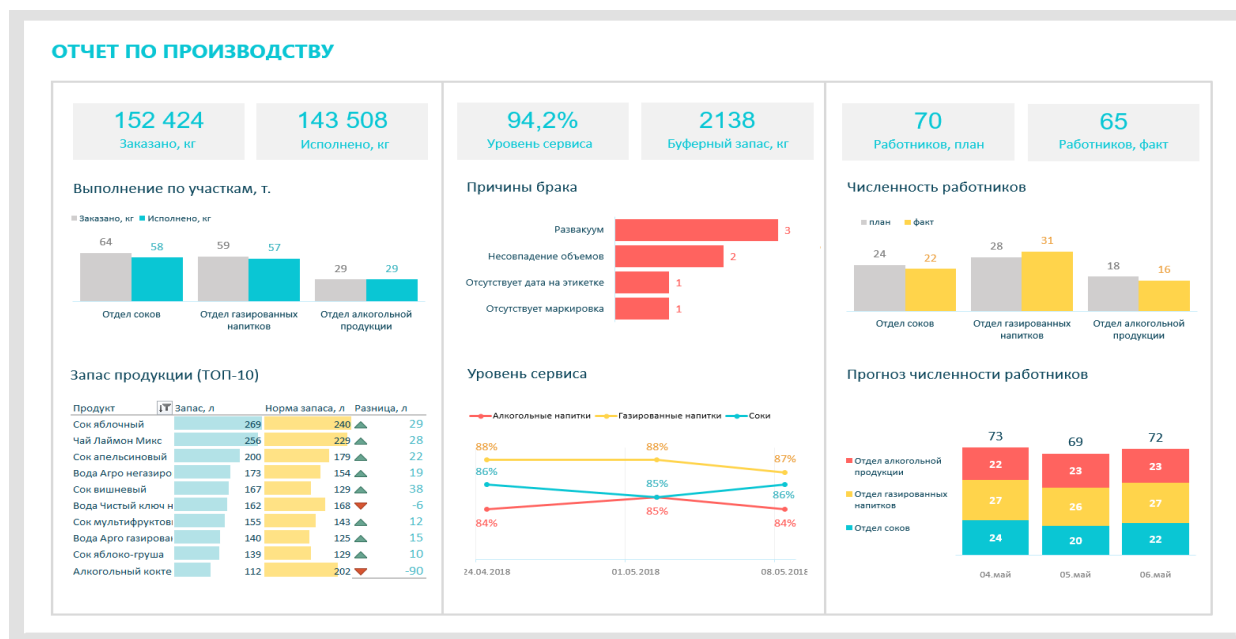 ОТЧЕТ ПО ПРОИЗВОДСТВУ
152 424
Заказано, кг
143 508
Исполнено, кг
Выполнение по участкам, т.
Заказано, кг Исполнено, кг
64 58 59 57 29 29
Отдел соков
Отдел газированных
напитков
Отдел алкогольной
продукции
Запас продукции (ТОП-10)
Продукт Запас, л Норма запаса, л Разница, л
Сок яблочный 269 240 29
Чай Лаймон Микс 256 229 28
Сок апельсиновый 200 179 22
Вода Агро негазиро 173 154 19
Сок вишневый 167 129 38
Вода Чистый ключ н 162 168 -6
Сок мультифруктов 155 143 12
Вода Арго газирова 140 125 15
Сок яблоко-груша 139 129 10
Алкогольный кокте 112 202 -90
94,2%
Уровень сервиса
2138
Буферный запас, кг
Причины брака
Развакуум 3
Несовпадение объемов 2
Отсутствует дата на этикетке 1
Отсутствует маркировка 1
Уровень сервиса
Алкогольные напитки Газированные напитки Соки
88% 88% 87%
86% 85% 86%
84% 85% 84%
24.04.2018 01.05.2018 08.05.2018
70
Работников, план
65
Работников, факт
Численность работников
план факт
24 22 28 31 18 16
Отдел соков
Отдел газированных
напитков
Отдел алкогольной
продукции
Прогноз численности работников
73 69 72
Отдел алкогольной
продукции
22 23 23
Отдел газированных
напитков
27 26 27
Отдел соков
24 20 22
04.май 05.май 06.май